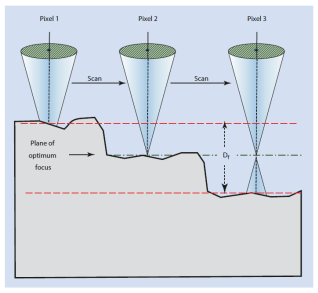 Pixel 1
Pixel 2
Pixel 3
Scan
Scan
Plane of
optimum
focus
Df